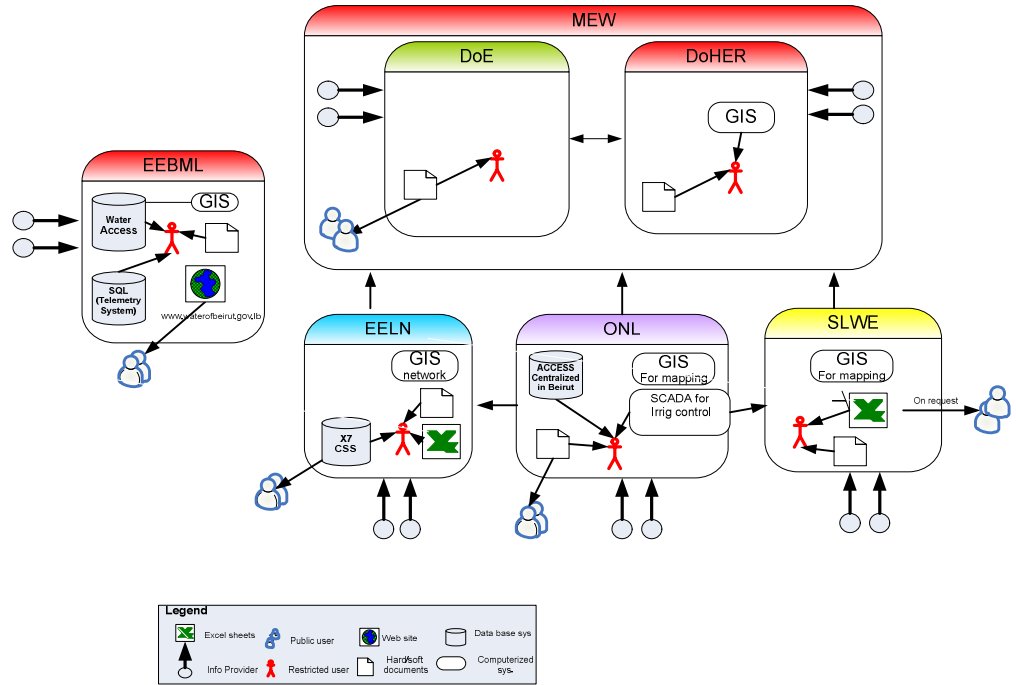 MEW
DoE
DoHER
GIS
EEBML
Water
Access
GIS
SQL
(Telemetry
System)
www.waterofbeirut.gov.lb
EELN
GIS
network
X7
CSS
ONL
ACCESS
Centralized
in Beirut
GIS
For mapping
SCADA for
Irrig control
SLWE
GIS
For mapping
On request
Legend
Excel sheets
Public user
Web site
Data base sys
Info Provider
Restricted user
Hard/soft
documents
Computerized
sys.